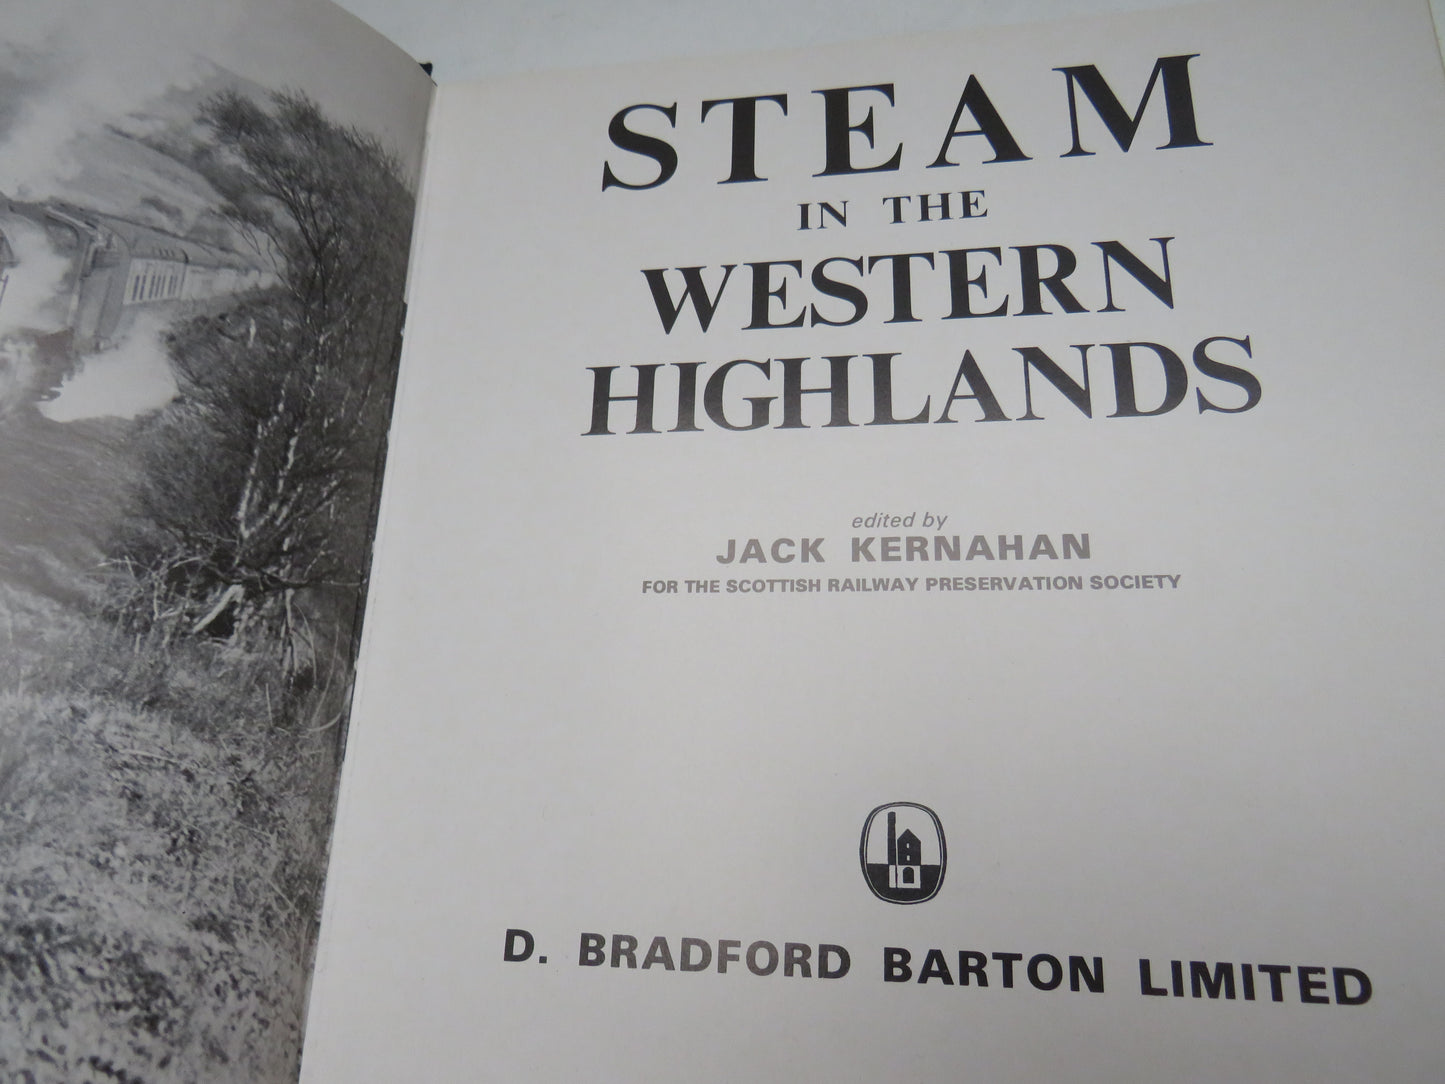 STEAM
IN THE
WESTERN
HIGHLANDS
edited by
JACK KERNAHAN
FOR THE SCOTTISH RAILWAY PRESERVATION SOCIETY
D. BRADFORD BARTON LIMITED